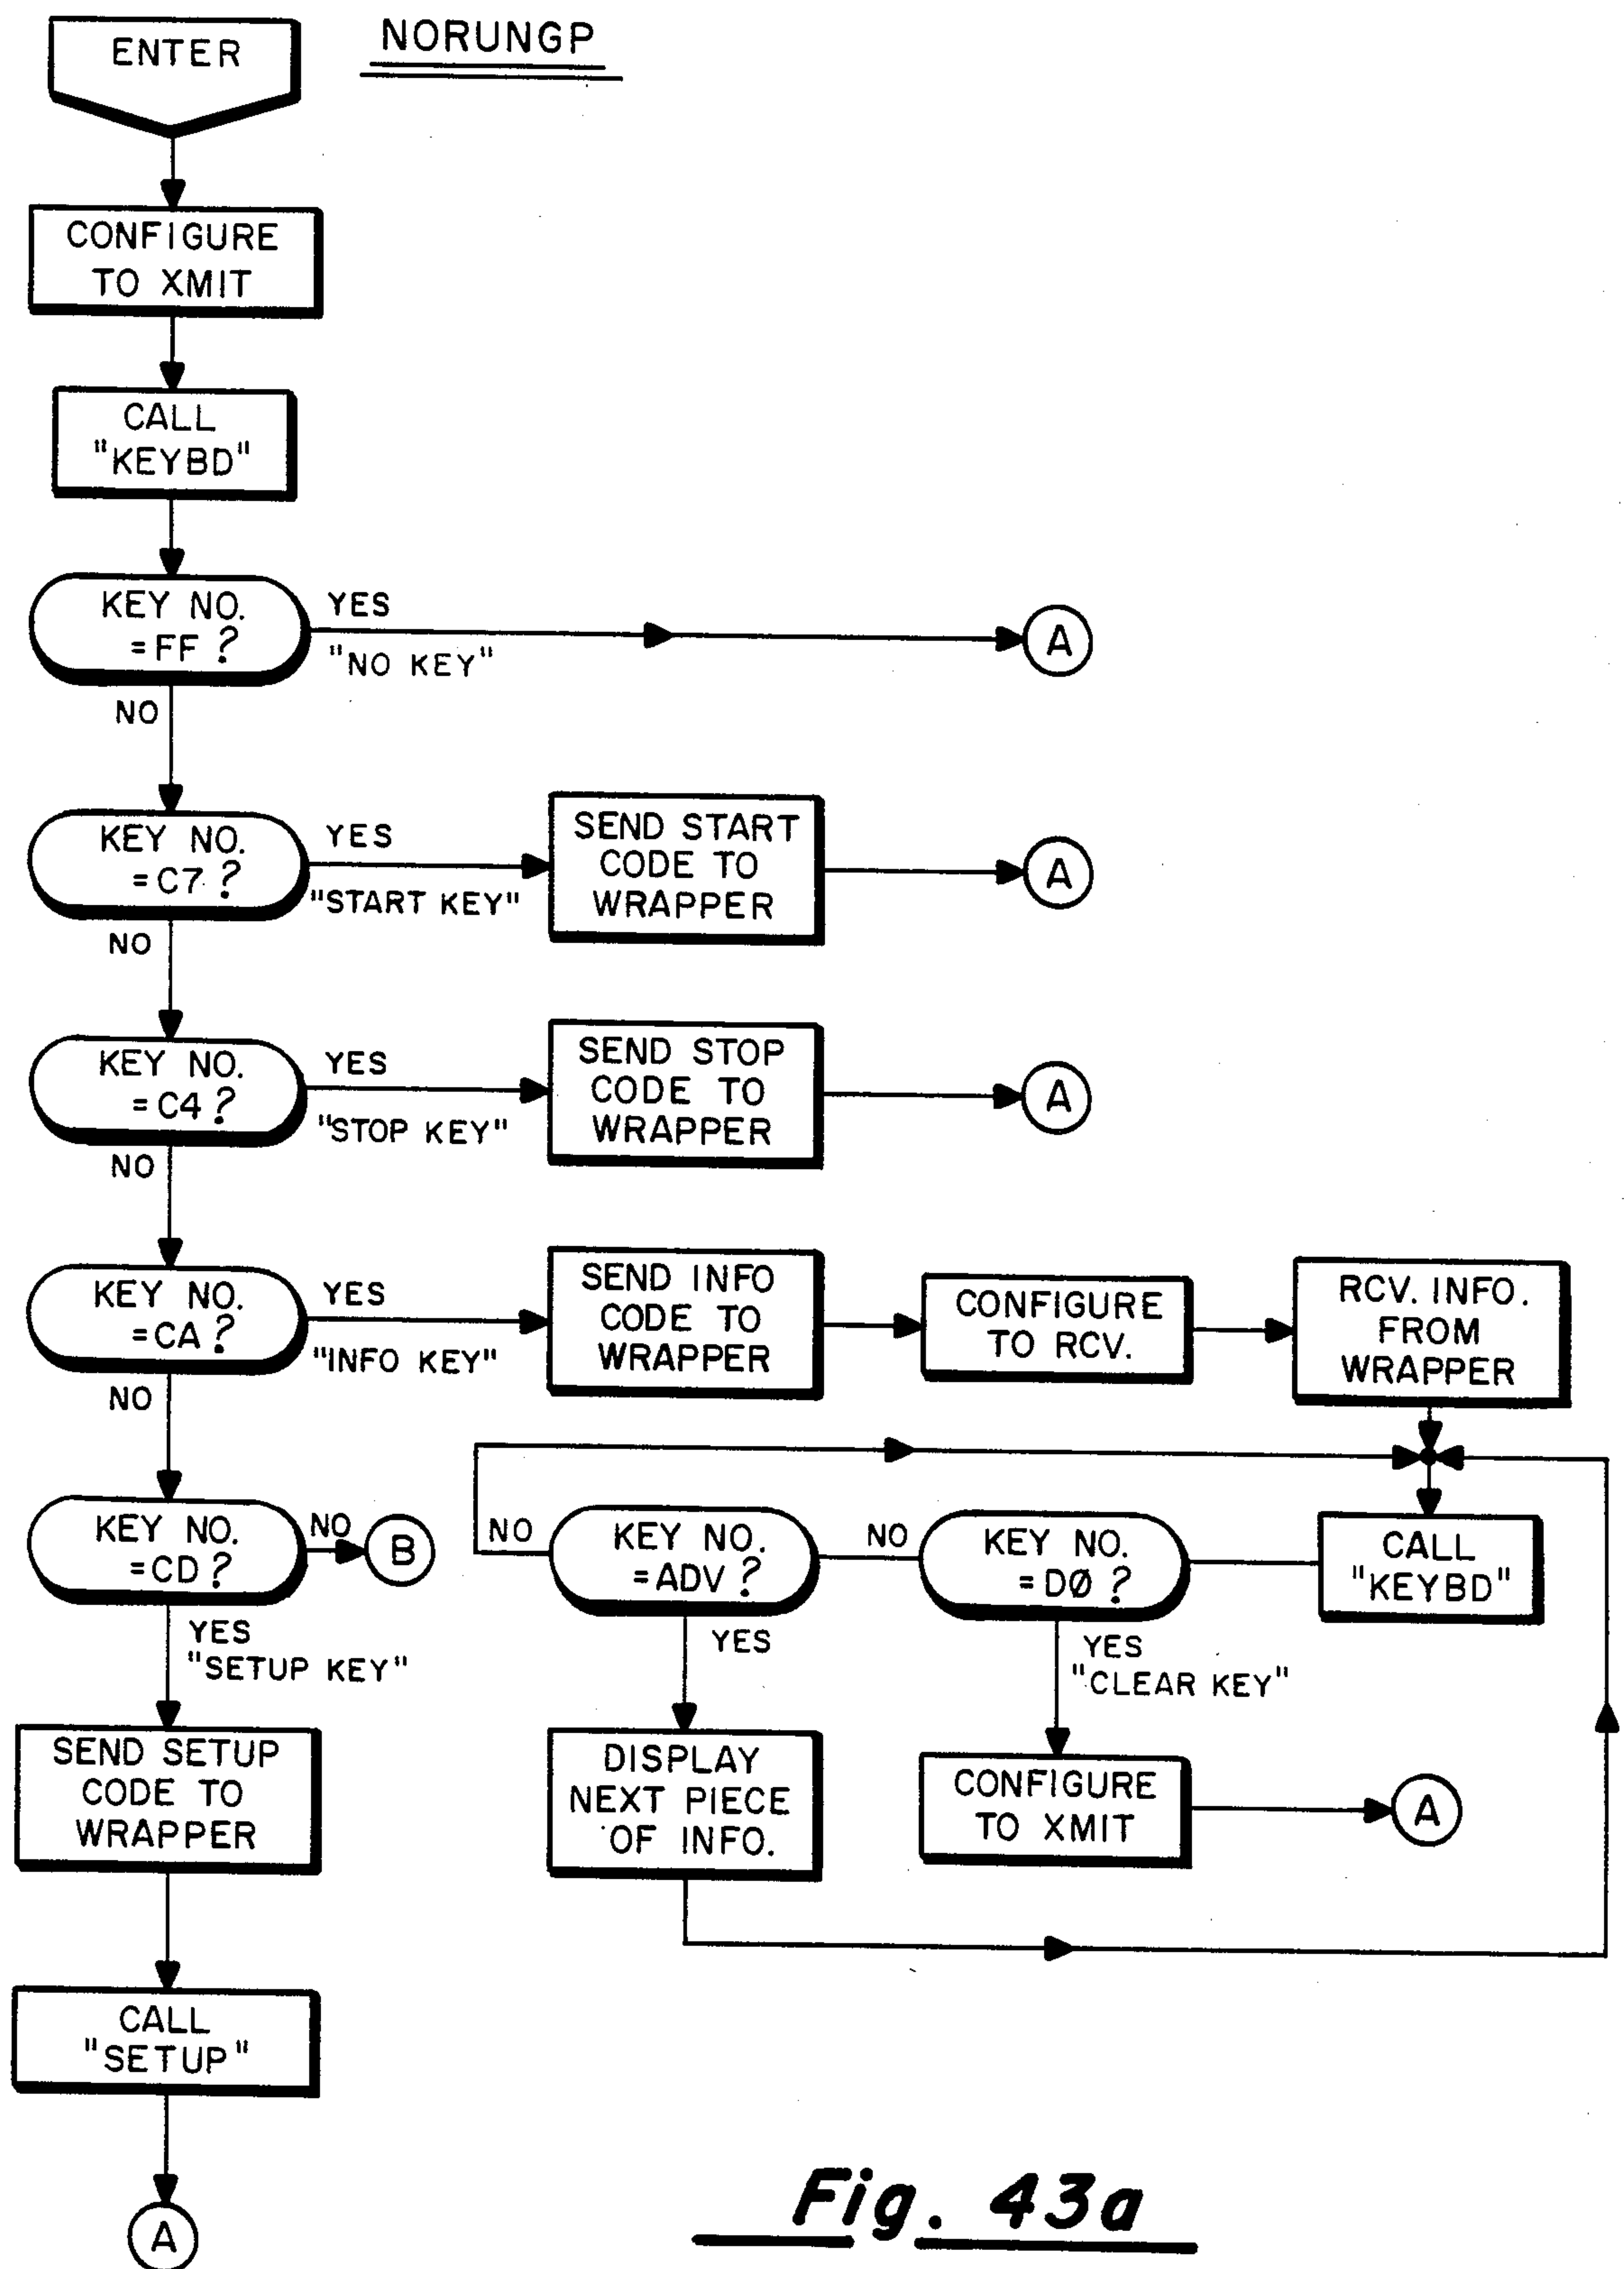 ENTER
NORUNGP
CONFIGURE
TO XMIT
CALL
"KEYBD"
KEY NO.
=FF?
YES
"NO KEY"
A
NO
KEY NO.
=C7?
YES
"START KEY"
SEND START
CODE TO
WRAPPER
A
NO
KEY NO.
=C4?
YES
"STOP KEY"
SEND STOP
CODE TO
WRAPPER
A
NO
KEY NO.
=CA?
YES
"INFO KEY"
SEND INFO
CODE TO
WRAPPER
CONFIGURE
TO RCV.
RCV. INFO.
FROM
WRAPPER
NO
KEY NO.
=CD?
NO
B
NO
KEY NO.
=ADV?
NO
KEY NO.
=DØ?
CALL
"KEYBD"
YES
"SETUP KEY"
YES
YES
"CLEAR KEY"
SEND SETUP
CODE TO
WRAPPER
DISPLAY
NEXT PIECE
OF INFO.
CONFIGURE
TO XMIT
A
CALL
"SETUP"
A
Fig. 43a